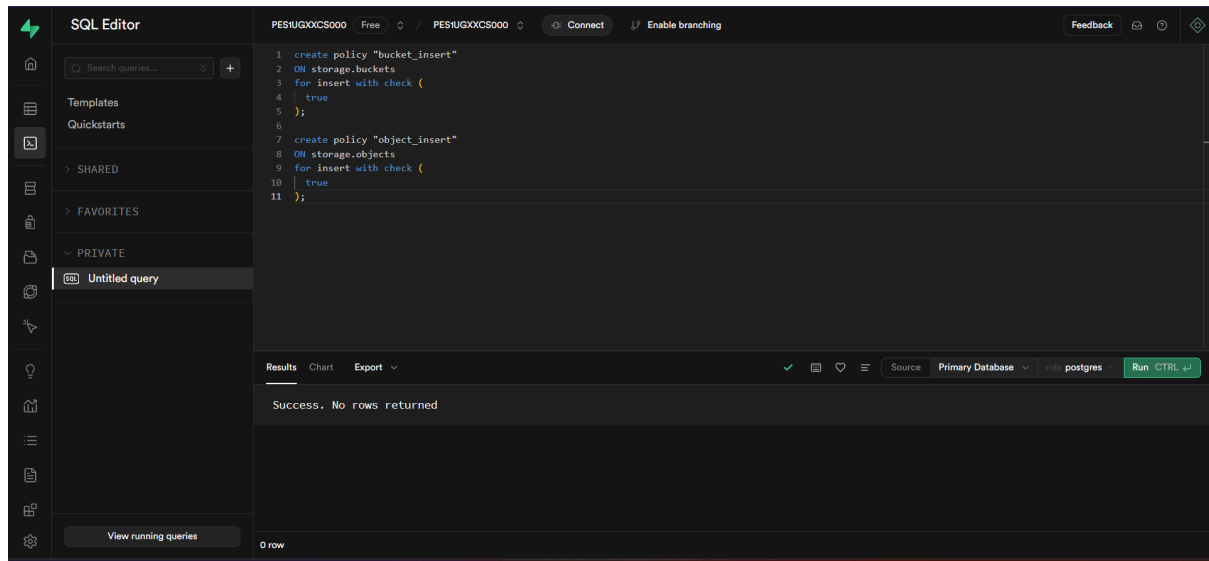 SQL Editor
PES1UGXXCS000 Free / PES1UGXXCS000 Connect Enable branching
Feedback
Search queries...
+
Templates
Quickstarts
SHARED
FAVORITES
PRIVATE
SQL Untitled query
View running queries
1 create policy "bucket_insert"
2 ON storage.buckets
3 for insert with check (
4 true
5 );
6
7 create policy "object_insert"
8 ON storage.objects
9 for insert with check (
10 true
11 );
Results Chart Export
Source Primary Database role postgres Run CTRL
Success. No rows returned
0 row